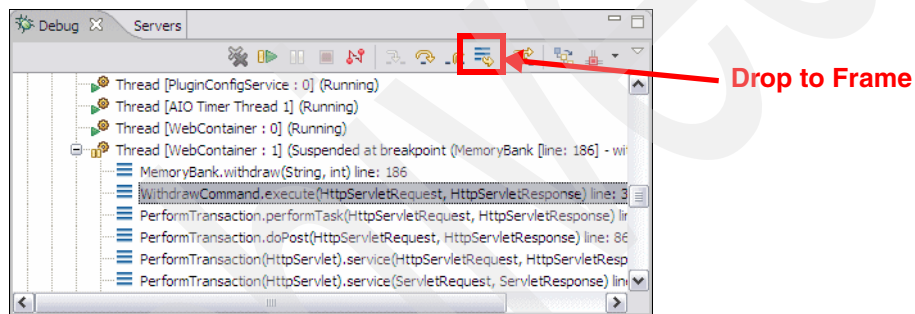 Debug Servers
Drop to Frame
Thread [PluginConfigService : 0] (Running)
Thread [AIO Timer Thread 1] (Running)
Thread [WebContainer : 0] (Running)
Thread [WebContainer : 1] (Suspended at breakpoint (MemoryBank [line: 186] - wi
MemoryBank.withdraw(String, int) line: 186
WithdrawCommand.execute(HttpServletRequest, HttpServletResponse) line: 3
PerformTransaction.performTask(HttpServletRequest, HttpServletResponse) lin
PerformTransaction.doPost(HttpServletRequest, HttpServletResponse) line: 86
PerformTransaction(HttpServlet).service(HttpServletRequest, HttpServletResp
PerformTransaction(HttpServlet).service(ServletRequest, ServletResponse) lin